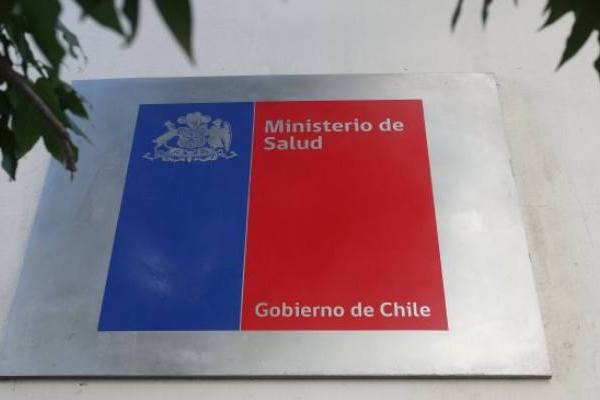 Ministerio de
Salud
Gobierno de Chile